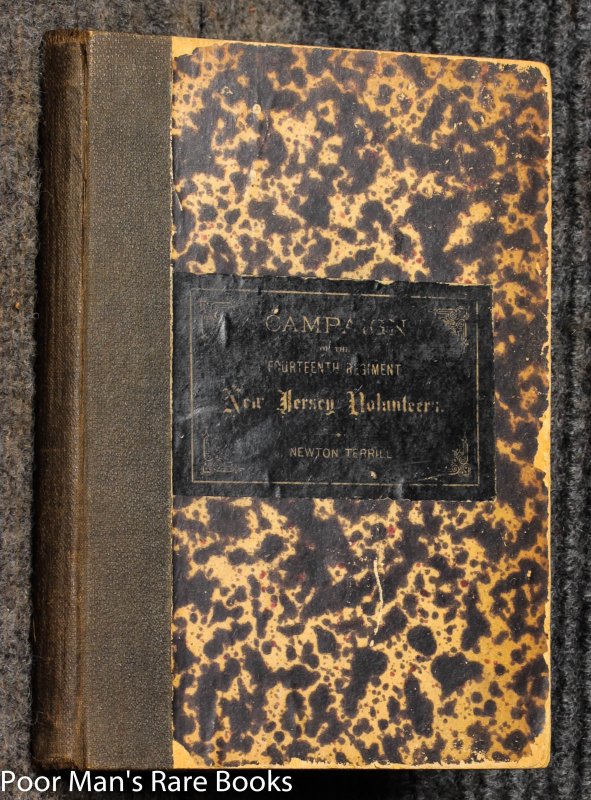 CAMPAIGN
OF THE
FOURTEENTH REGIMENT
New Jersey Volunteers.
NEWTON TERRILL
Poor Man's Rare Books